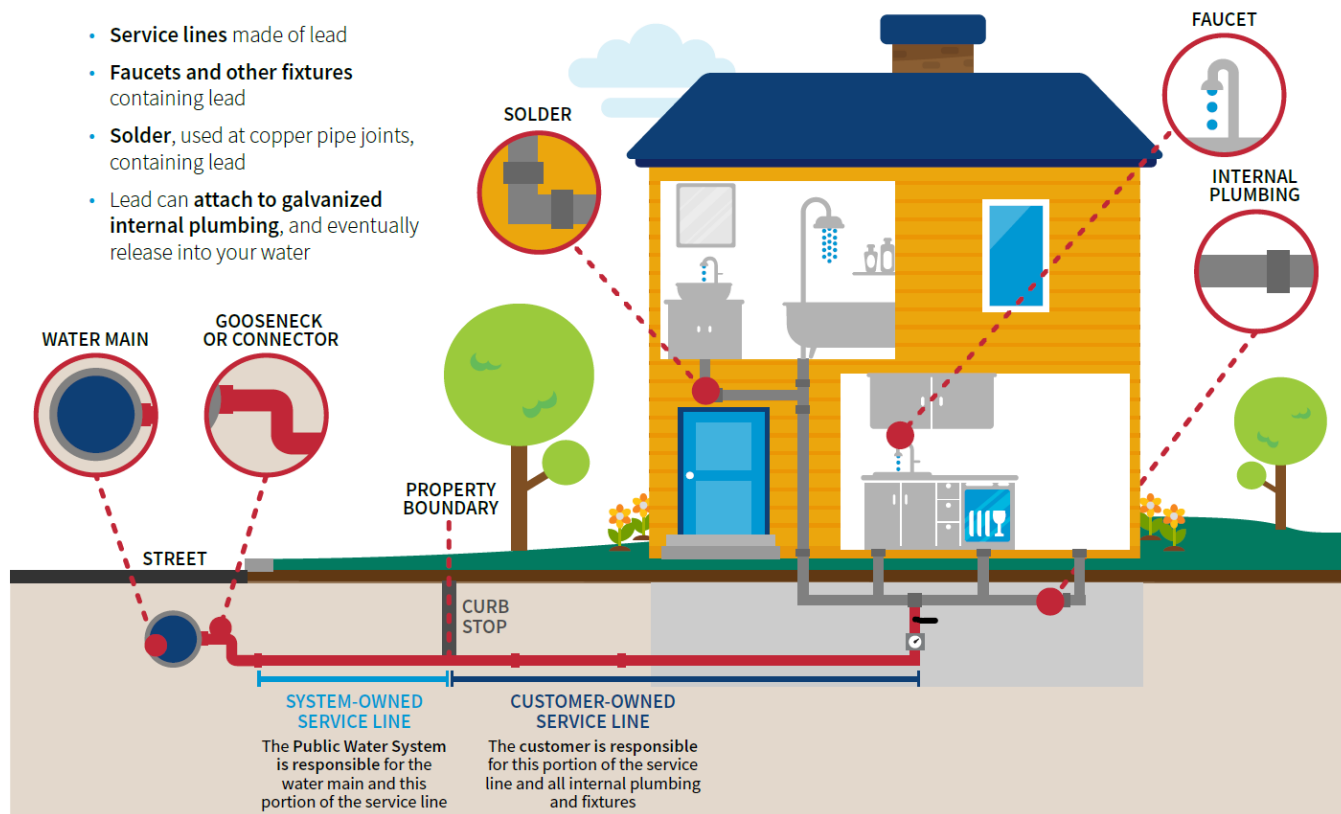 • Service lines made of lead
• Faucets and other fixtures
containing lead
• Solder, used at copper pipe joints,
containing lead
• Lead can attach to galvanized
internal plumbing, and eventually
release into your water
FAUCET
SOLDER
INTERNAL
PLUMBING
WATER MAIN
GOOSENECK
OR CONNECTOR
PROPERTY
BOUNDARY
STREET
CURB
STOP
SYSTEM-OWNED
SERVICE LINE
The Public Water System
is responsible for the
water main and this
portion of the service line
CUSTOMER-OWNED
SERVICE LINE
The customer is responsible
for this portion of the service
line and all internal plumbing
and fixtures